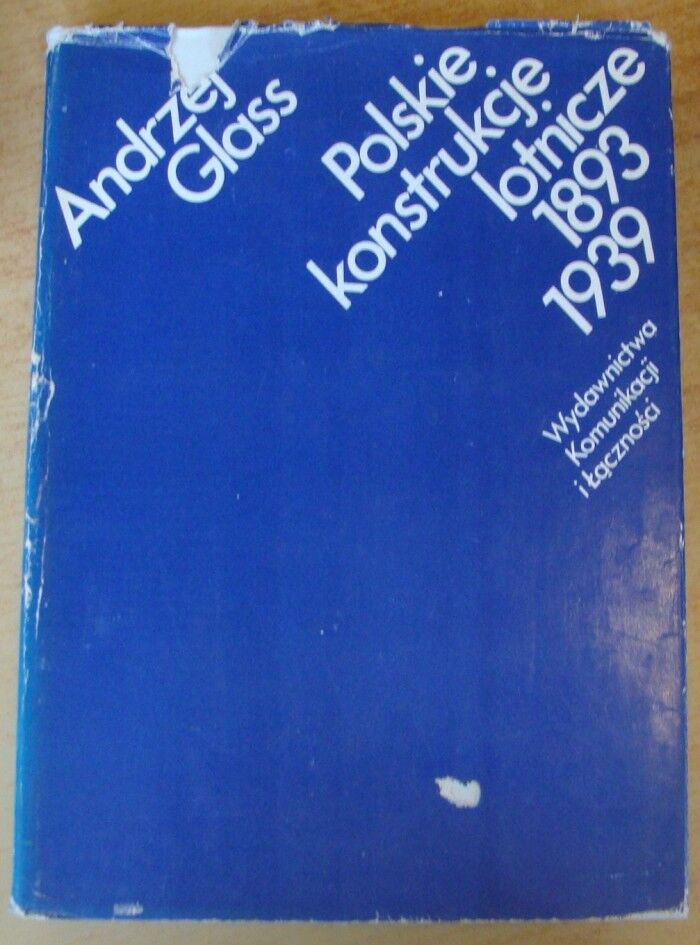 Andrzej
Glass
Polskie
konstrukcje
lotnicze
1893
1939
Wydawnictwa
Komunikacji
i Łączności